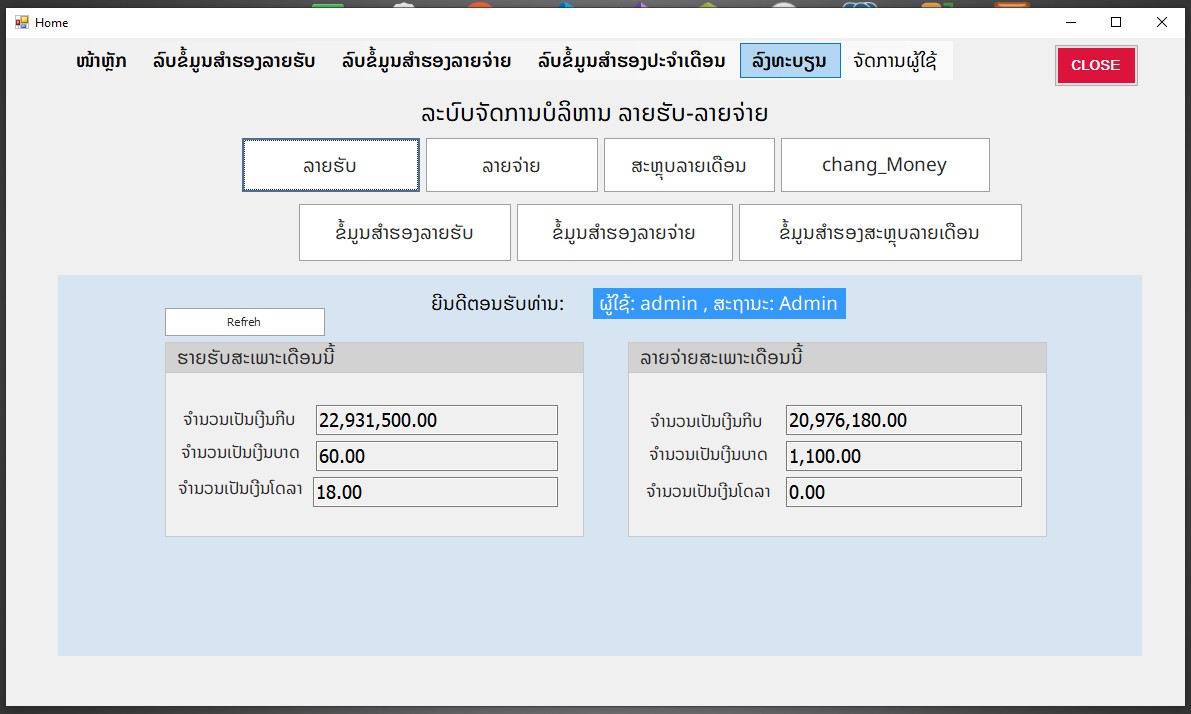 Home
ໜ້າຫຼັກ ລົບຂໍ້ມູນສຳຮອງລາຍຮັບ ລົບຂໍ້ມູນສຳຮອງລາຍຈ່າຍ ລົບຂໍ້ມູນສຳຮອງປະຈຳເດືອນ ລົງທະບຽນ ຈັດການຜູ້ໃຊ້ CLOSE
ລະບົບຈັດການບໍລິຫານ ລາຍຮັບ-ລາຍຈ່າຍ
ລາຍຮັບ ລາຍຈ່າຍ ສະຫຼຸບລາຍເດືອນ chang_Money
ຂໍ້ມູນສຳຮອງລາຍຮັບ ຂໍ້ມູນສຳຮອງລາຍຈ່າຍ ຂໍ້ມູນສຳຮອງສະຫຼຸບລາຍເດືອນ
ຍີນດີຕອນຮັບທ່ານ: ຜູ້ໃຊ້: admin , ສະຖານະ: Admin
Refreh
ຮາຍຮັບສະເພາະເດືອນນີ້ ລາຍຈ່າຍສະເພາະເດືອນນີ້
ຈຳນວນເປັນເງີນກີບ 22,931,500.00 ຈຳນວນເປັນເງີນກີບ 20,976,180.00
ຈຳນວນເປັນເງີນບາດ 60.00 ຈຳນວນເປັນເງີນບາດ 1,100.00
ຈຳນວນເປັນເງີນໂດລາ 18.00 ຈຳນວນເປັນເງີນໂດລາ 0.00